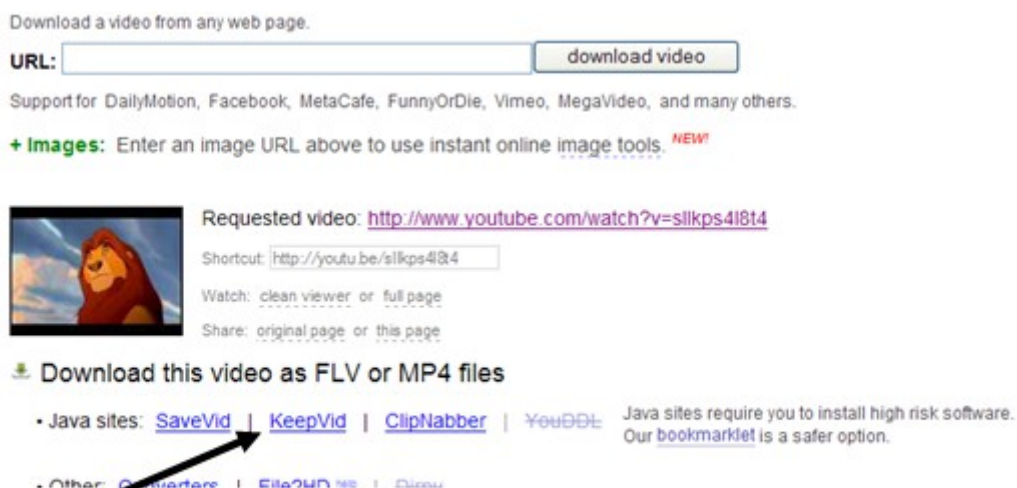 Download a video from any web page.
URL: download video
Support for DailyMotion, Facebook, MetaCafe, FunnyOrDie, Vimeo, MegaVideo, and many others.
+ Images: Enter an image URL above to use instant online image tools. NEW!
Requested video: http://www.youtube.com/watch?v=sllkps4l8t4
Shortcut: http://youtu.be/sllkps4l8t4
Watch: clean viewer or full page
Share: original page or this page
Download this video as FLV or MP4 files
• Java sites: SaveVid | KeepVid | ClipNabber | YouDDL
Java sites require you to install high risk software.
Our bookmarklet is a safer option.
• Other: Converters | File2HD |